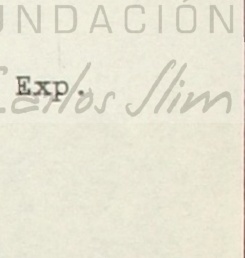 UNDACIÓN
Carlos Slim
Exp.